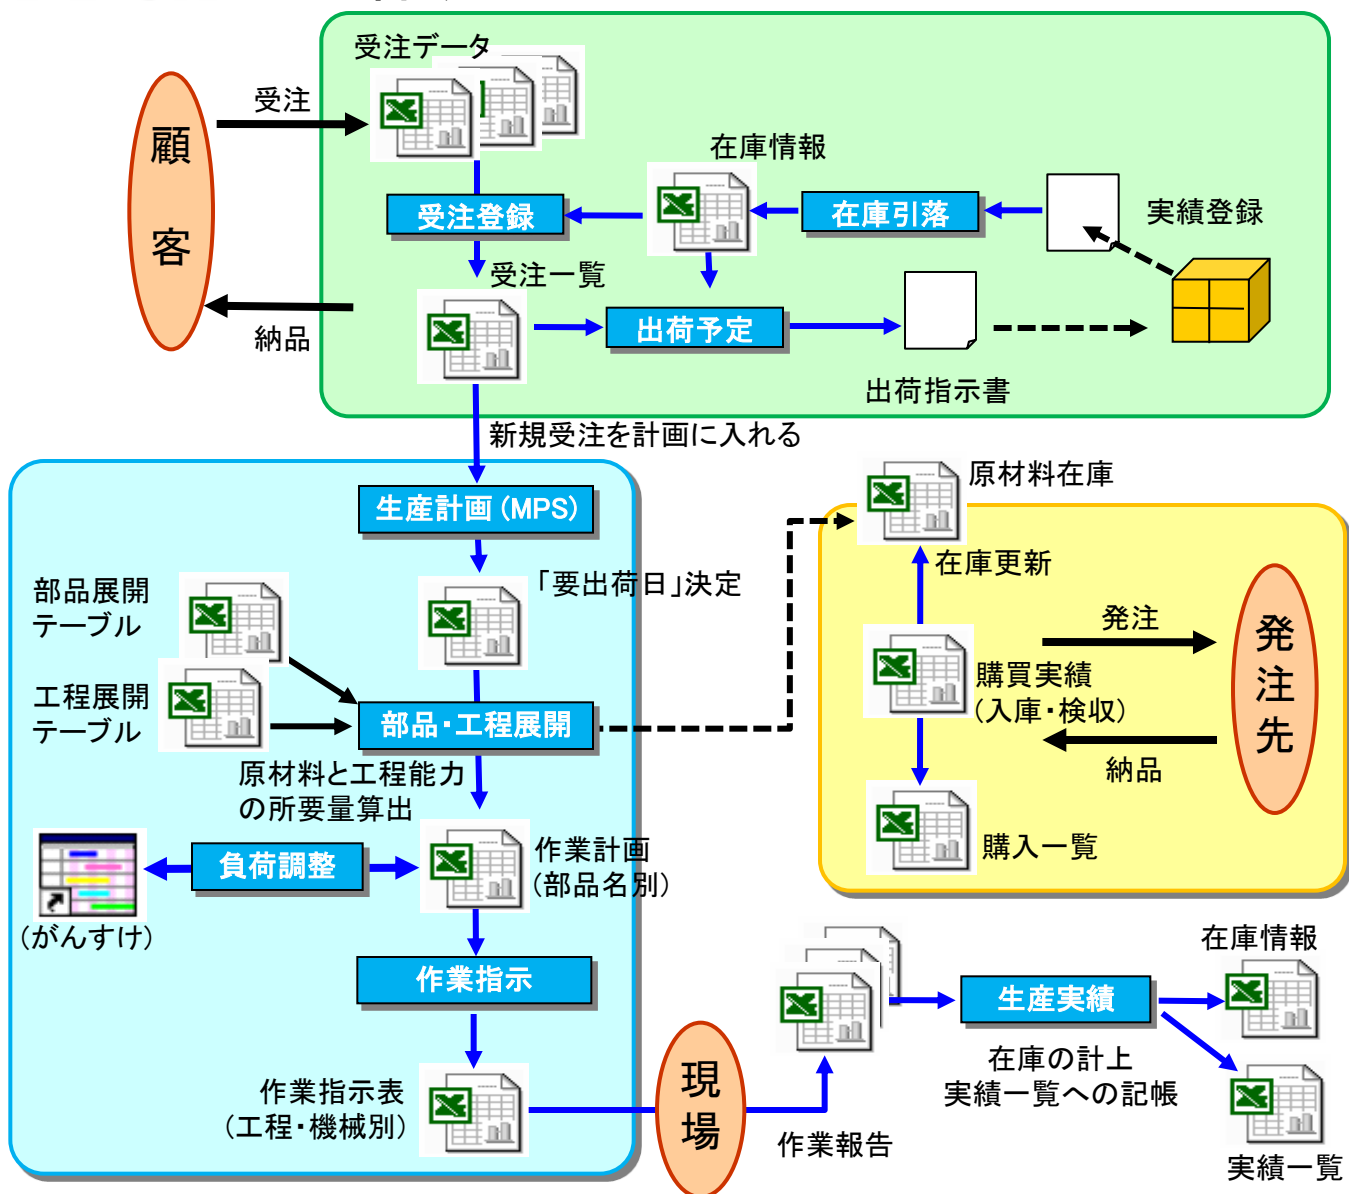 受注データ
受注
顧
客
在庫情報
受注登録
在庫引落
実績登録
受注一覧
納品
出荷予定
出荷指示書
新規受注を計画に入れる
生産計画(MPS)
原材料在庫
在庫更新
「要出荷日」決定
部品展開
テーブル
工程展開
テーブル
部品・工程展開
発注
購買実績
(入庫・検収)
納品
発
注
先
原材料と工程能力
の所要量算出
購入一覧
負荷調整
作業計画
(部品名別)
(がんすけ)
作業指示
作業指示表
(工程・機械別)
現
場
作業報告
生産実績
在庫の計上
実績一覧への記帳
在庫情報
実績一覧